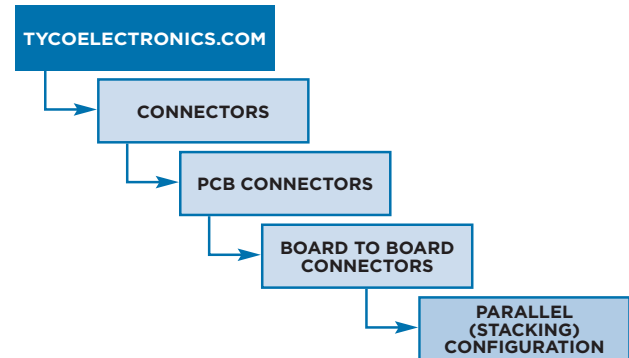 TYCOELECTRONICS.COM
CONNECTORS
PCB CONNECTORS
BOARD TO BOARD
CONNECTORS
PARALLEL
(STACKING)
CONFIGURATION